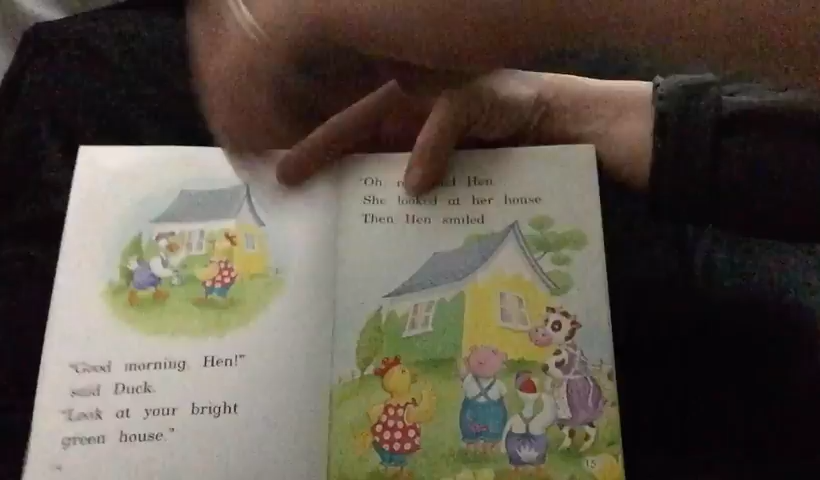 "Good morning, Hen!"
said Duck.
"Look at your bright
green house."
"Oh Hen.
She looked at her house.
Then Hen smiled.
15